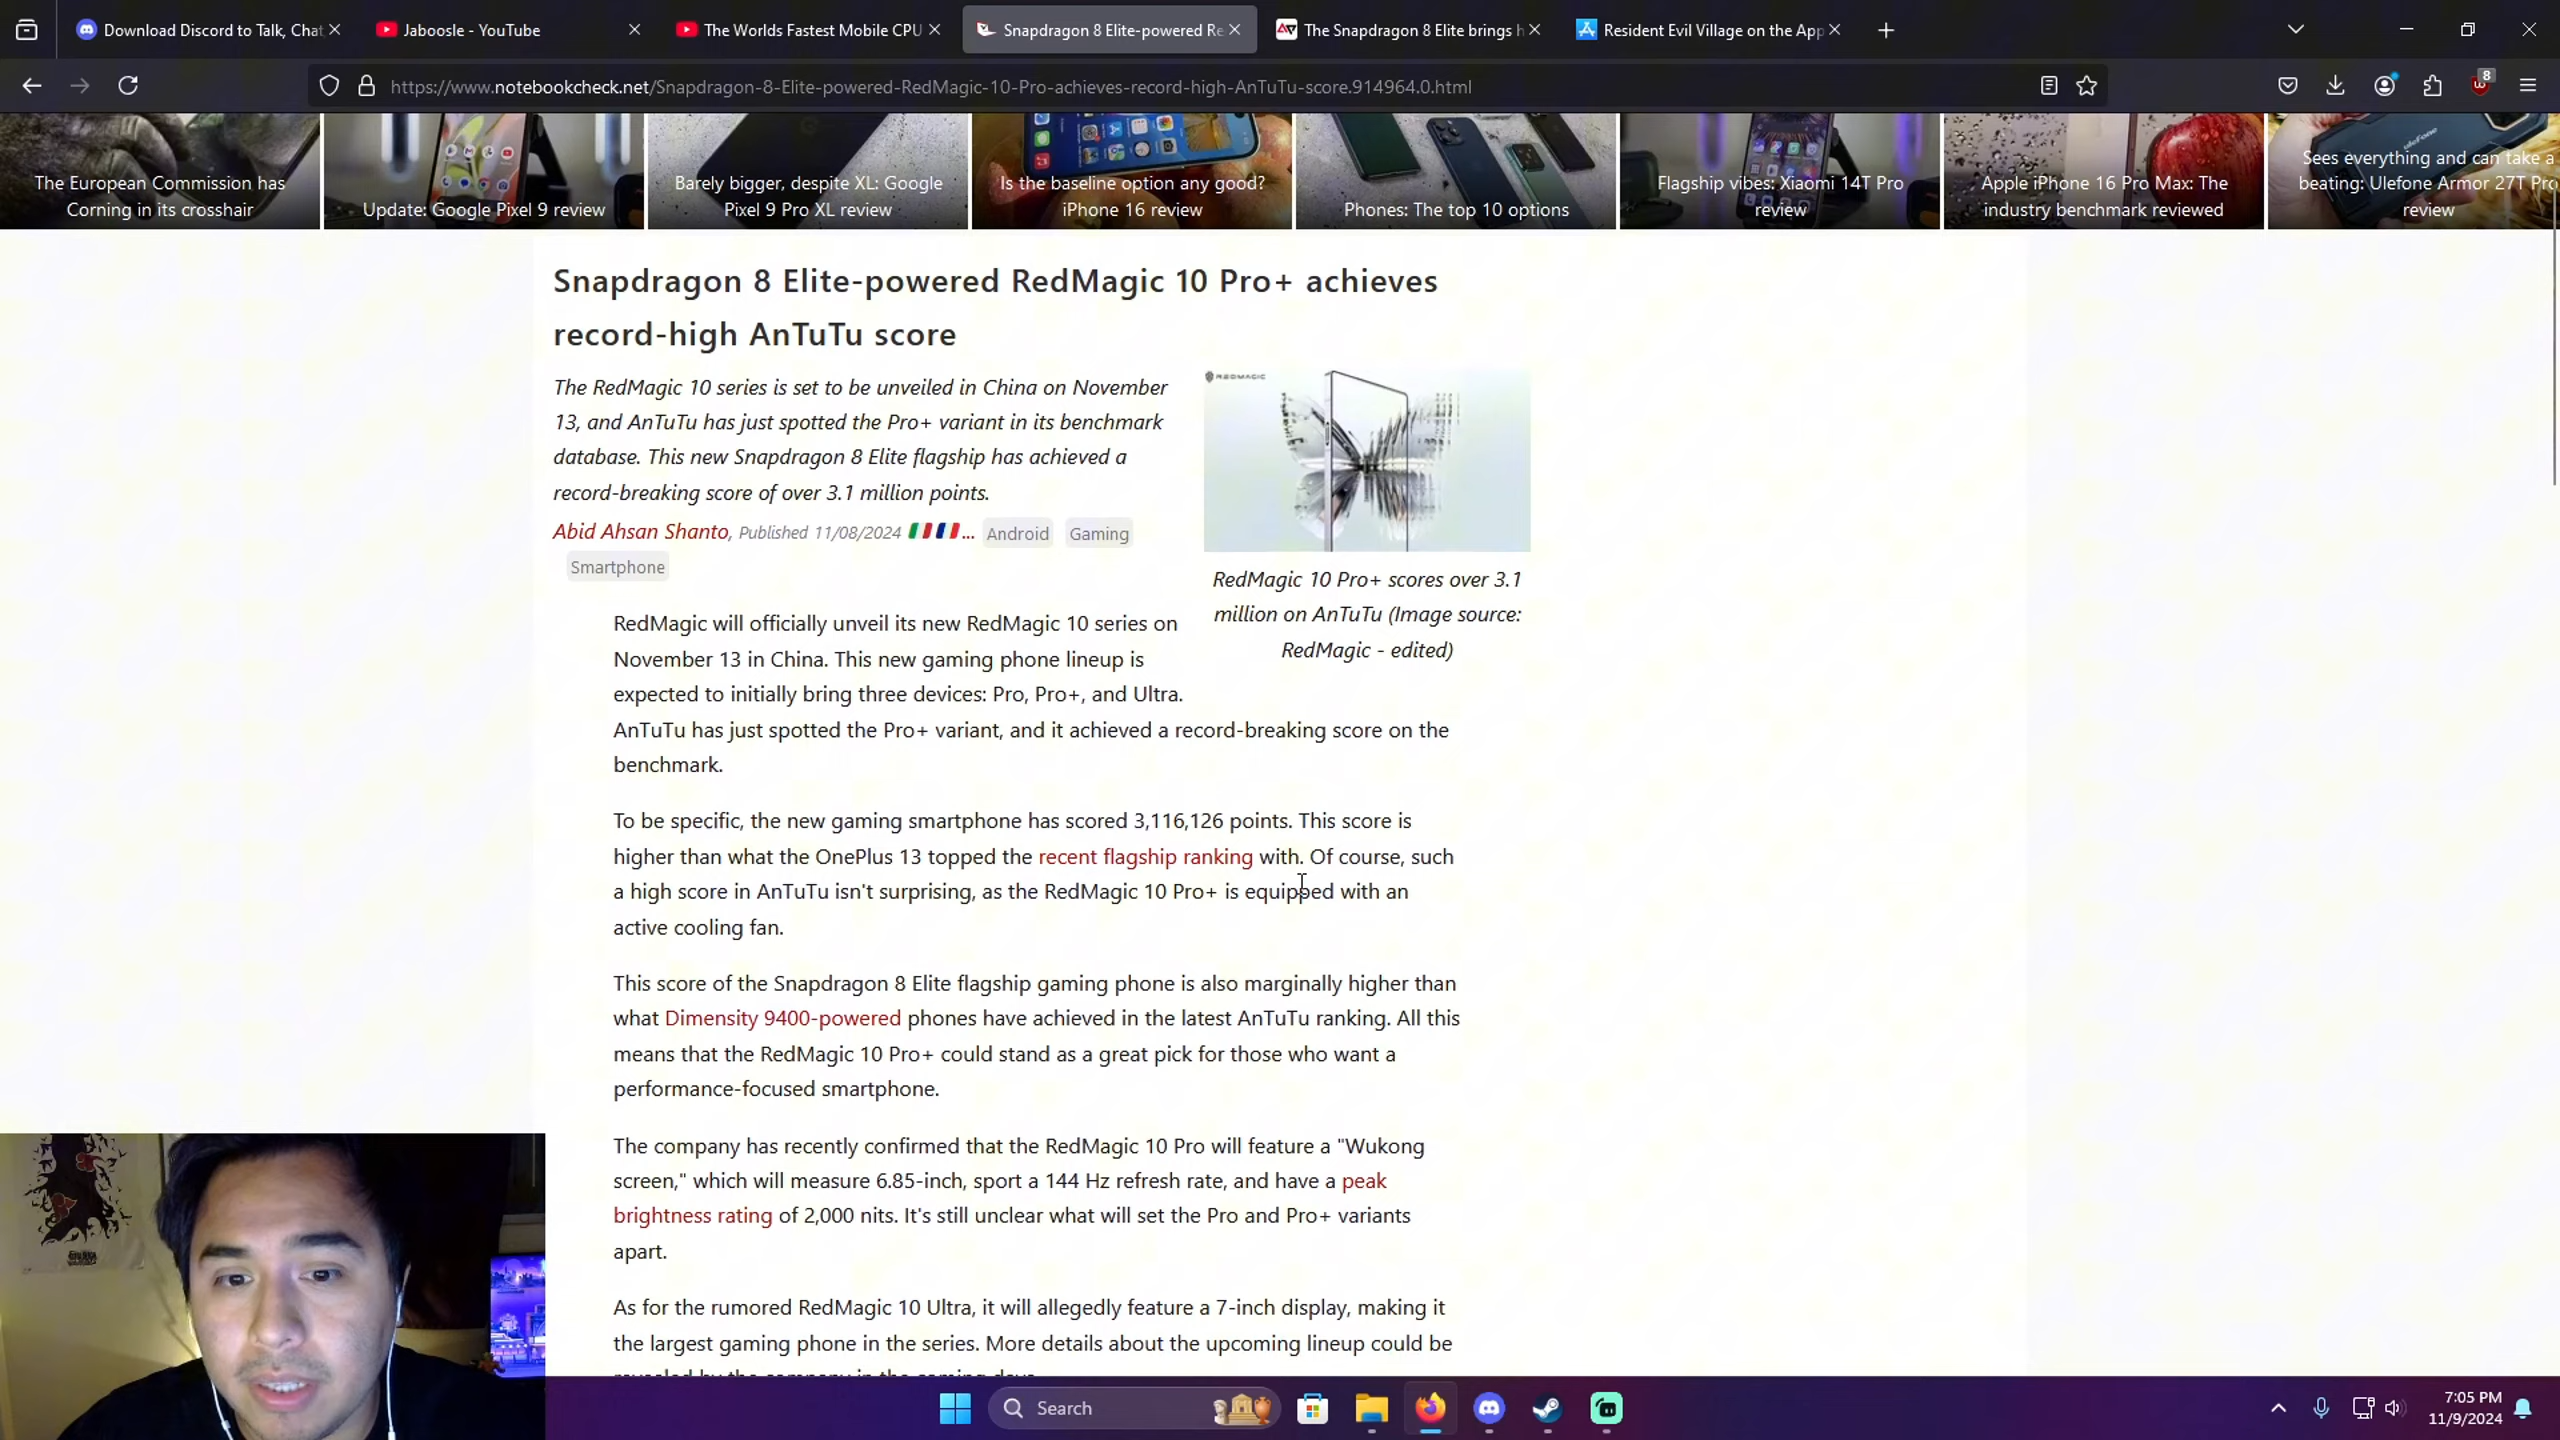 Download Discord to Talk, Chat
Jaboosle - YouTube
The Worlds Fastest Mobile CPU
Snapdragon 8 Elite-powered Re
The Snapdragon 8 Elite brings h
Resident Evil Village on the App
https://www.notebookcheck.net/Snapdragon-8-Elite-powered-RedMagic-10-Pro-achieves-record-high-AnTuTu-score.914964.0.html
8
The European Commission has
Corning in its crosshair
Update: Google Pixel 9 review
Barely bigger, despite XL: Google
Pixel 9 Pro XL review
Is the baseline option any good?
iPhone 16 review
Phones: The top 10 options
Flagship vibes: Xiaomi 14T Pro
review
Apple iPhone 16 Pro Max: The
industry benchmark reviewed
ulefone
Sees everything and can take a
beating: Ulefone Armor 27T Pro
review
Snapdragon 8 Elite-powered RedMagic 10 Pro+ achieves
record-high AnTuTu score
The RedMagic 10 series is set to be unveiled in China on November
13, and AnTuTu has just spotted the Pro+ variant in its benchmark
database. This new Snapdragon 8 Elite flagship has achieved a
record-breaking score of over 3.1 million points.
Abid Ahsan Shanto, Published 11/08/2024 ... Android Gaming
Smartphone
REDMAGIC
RedMagic 10 Pro+ scores over 3.1
million on AnTuTu (Image source:
RedMagic - edited)
RedMagic will officially unveil its new RedMagic 10 series on
November 13 in China. This new gaming phone lineup is
expected to initially bring three devices: Pro, Pro+, and Ultra.
AnTuTu has just spotted the Pro+ variant, and it achieved a record-breaking score on the
benchmark.
To be specific, the new gaming smartphone has scored 3,116,126 points. This score is
higher than what the OnePlus 13 topped the recent flagship ranking with. Of course, such
a high score in AnTuTu isn't surprising, as the RedMagic 10 Pro+ is equipped with an
active cooling fan.
This score of the Snapdragon 8 Elite flagship gaming phone is also marginally higher than
what Dimensity 9400-powered phones have achieved in the latest AnTuTu ranking. All this
means that the RedMagic 10 Pro+ could stand as a great pick for those who want a
performance-focused smartphone.
The company has recently confirmed that the RedMagic 10 Pro will feature a "Wukong
screen," which will measure 6.85-inch, sport a 144 Hz refresh rate, and have a peak
brightness rating of 2,000 nits. It's still unclear what will set the Pro and Pro+ variants
apart.
As for the rumored RedMagic 10 Ultra, it will allegedly feature a 7-inch display, making it
the largest gaming phone in the series. More details about the upcoming lineup could be
revealed by the company in the coming days.
Search
7:05 PM
11/9/2024